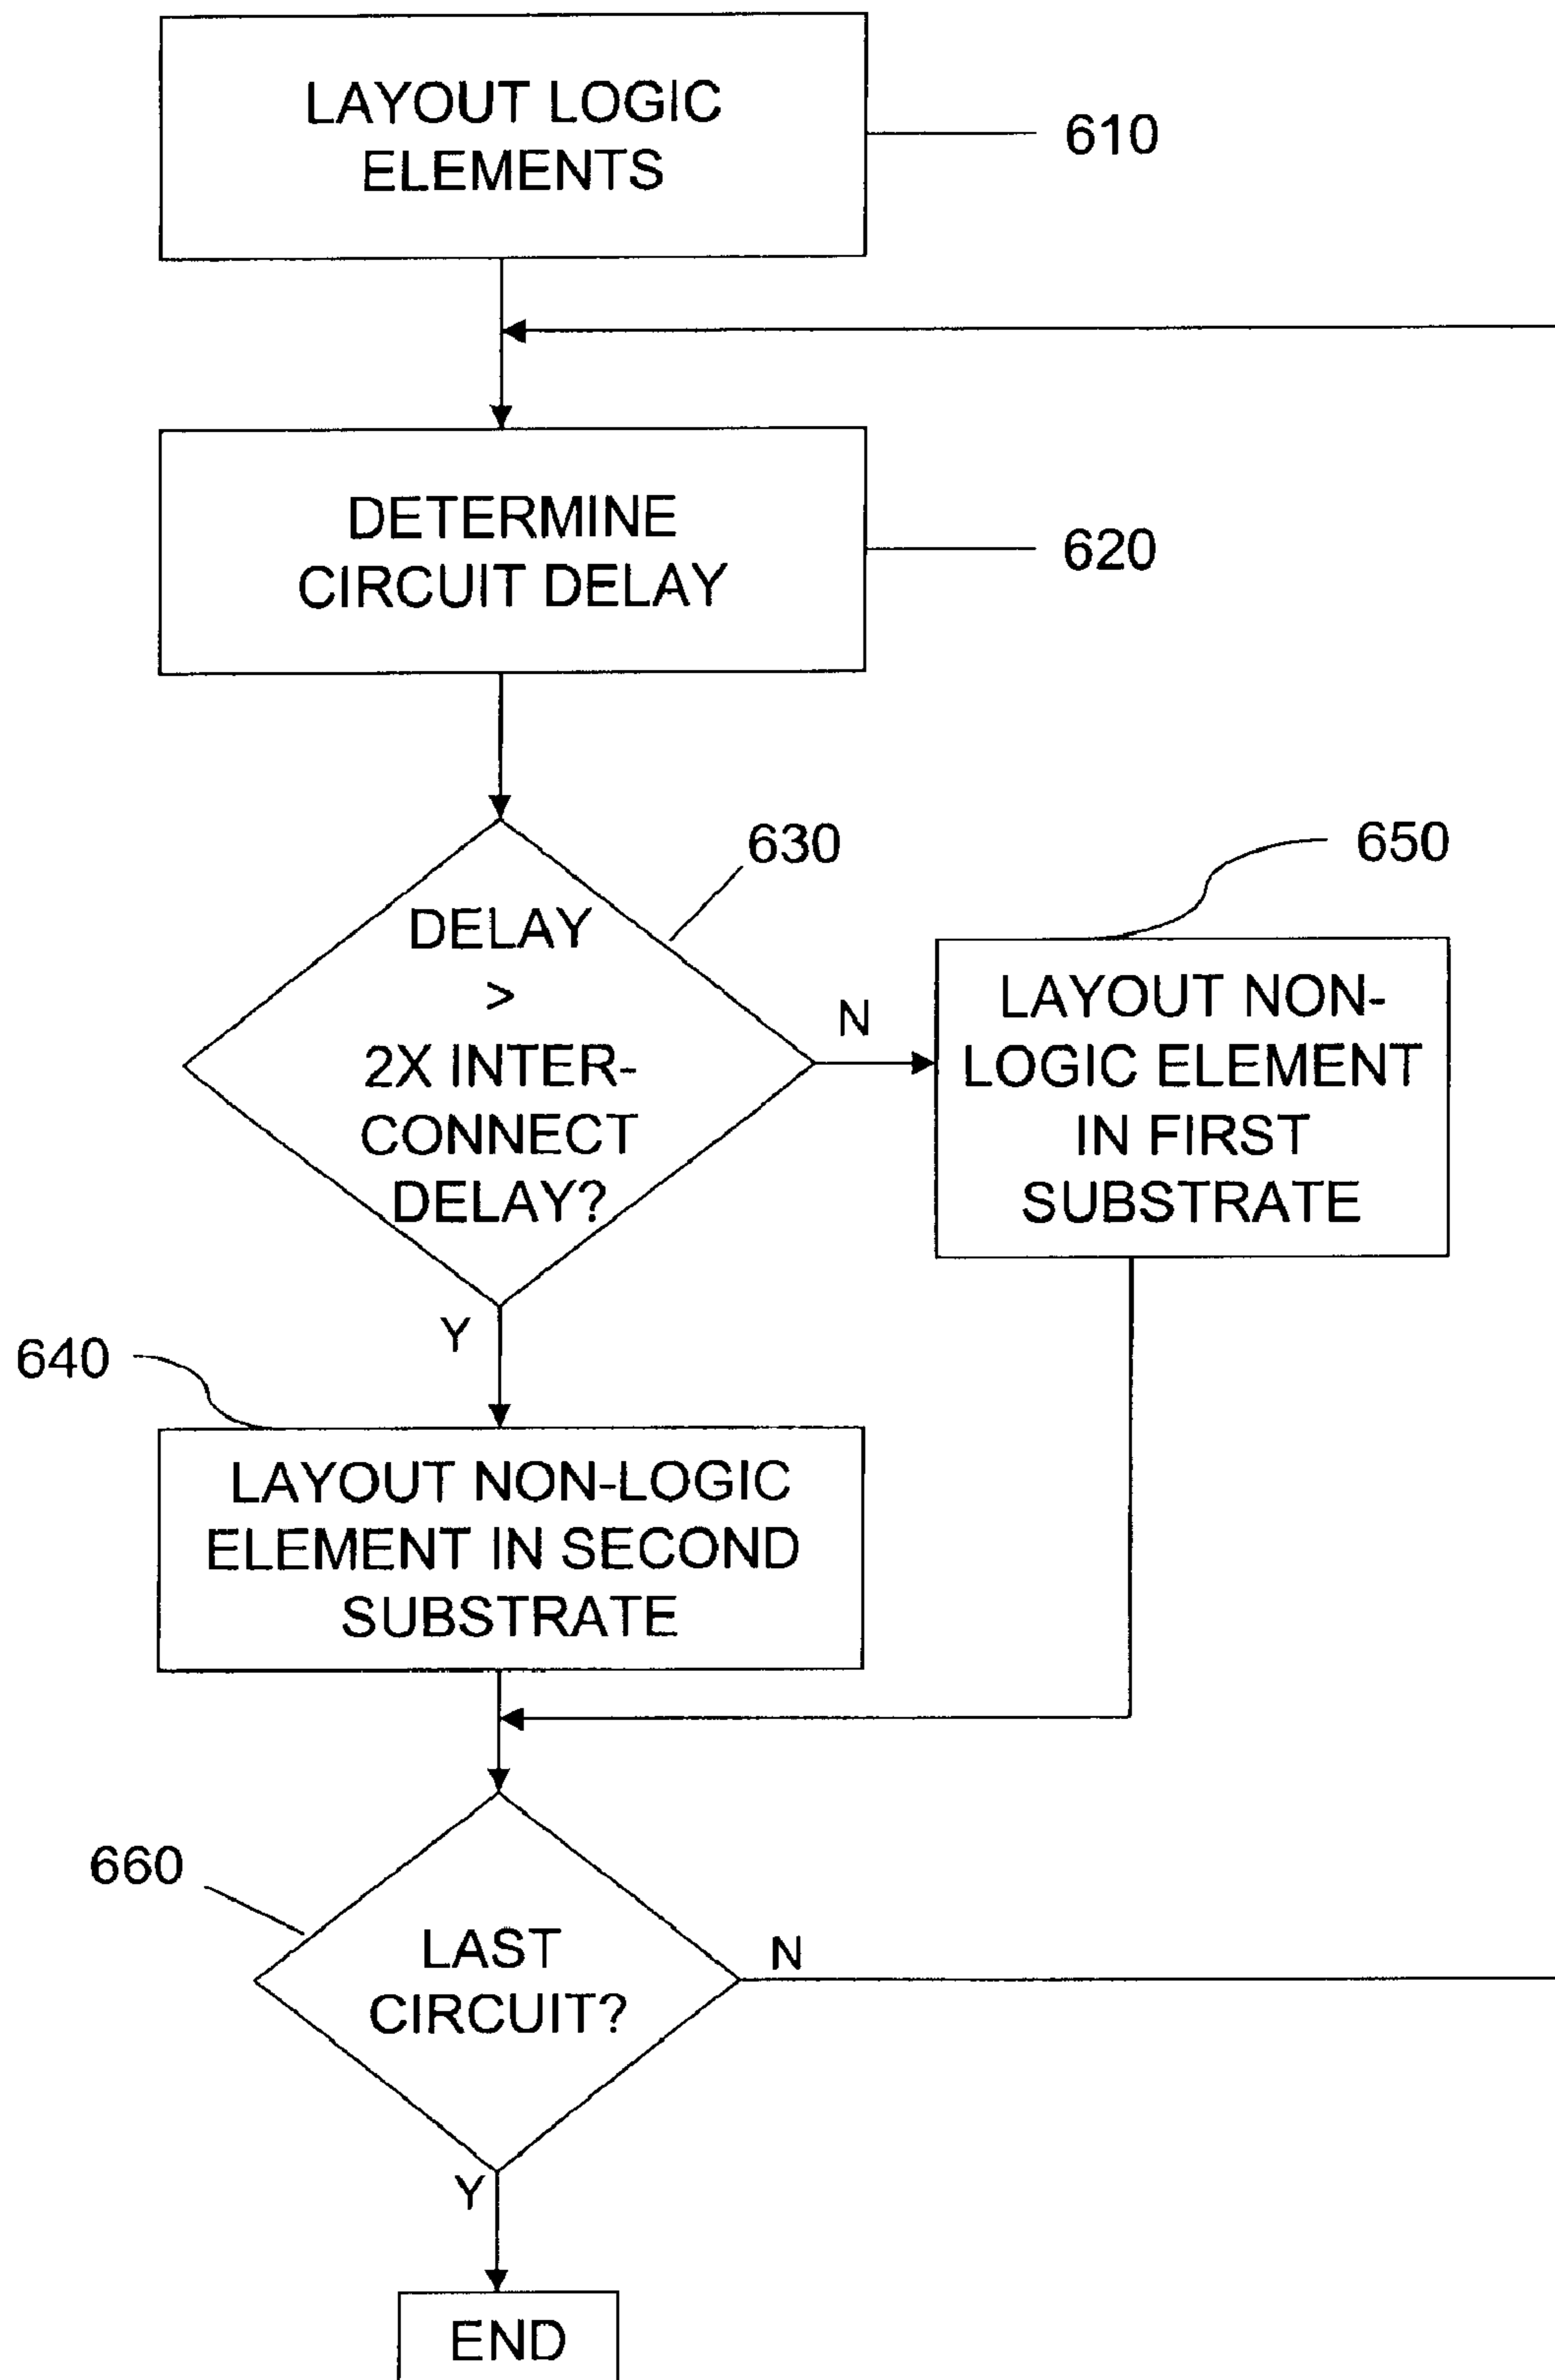 LAYOUT LOGIC
ELEMENTS
610
DETERMINE
CIRCUIT DELAY
620
630
DELAY
>
2X INTER-
CONNECT
DELAY?
N
650
LAYOUT NON-
LOGIC ELEMENT
IN FIRST
SUBSTRATE
Y
640
LAYOUT NON-LOGIC
ELEMENT IN SECOND
SUBSTRATE
660
LAST
CIRCUIT?
N
Y
END